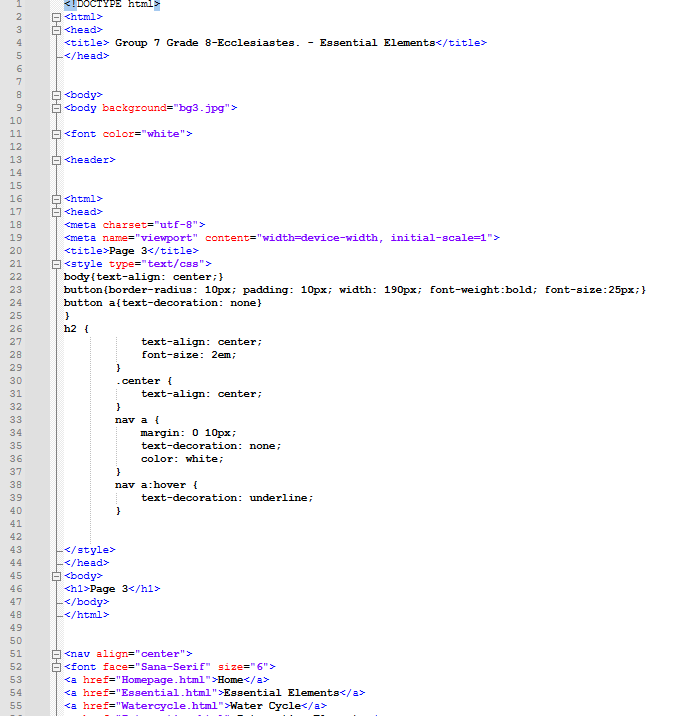 1 <!DOCTYPE html>
2 <html>
3 <head>
4 <title> Group 7 Grade 8-Ecclesiastes. - Essential Elements</title>
5 </head>
6
7
8 <body>
9 <body background="bg3.jpg">
10
11 <font color="white">
12
13 <header>
14
15
16 <html>
17 <head>
18 <meta charset="utf-8">
19 <meta name="viewport" content="width=device-width, initial-scale=1">
20 <title>Page 3</title>
21 <style type="text/css">
22 body{text-align: center;}
23 button{border-radius: 10px; padding: 10px; width: 190px; font-weight:bold; font-size:25px;}
24 button a{text-decoration: none}
25 }
26 h2 {
27 text-align: center;
28 font-size: 2em;
29 }
30 .center {
31 text-align: center;
32 }
33 nav a {
34 margin: 0 10px;
35 text-decoration: none;
36 color: white;
37 }
38 nav a:hover {
39 text-decoration: underline;
40 }
41
42
43 </style>
44 </head>
45 <body>
46 <h1>Page 3</h1>
47 </body>
48 </html>
49
50
51 <nav align="center">
52 <font face="Sana-Serif" size="6">
53 <a href="Homepage.html">Home</a>
54 <a href="Essential.html">Essential Elements</a>
55 <a href="Watercycle.html">Water Cycle</a>